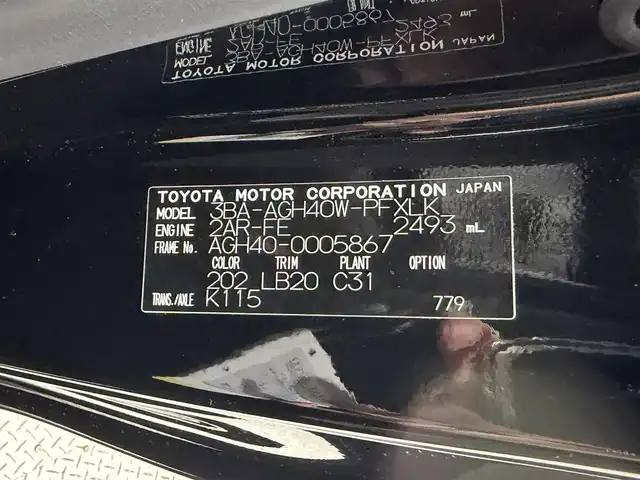 TOYOTA MOTOR CORPORATION JAPAN
MODEL 3BA-AGH40W-PFXLK
ENGINE 2AR-FE 2493 mL
FRAME No. AGH40-0005867
COLOR TRIM PLANT OPTION
202 LB20 C31
TRANS./AXLE K115 779